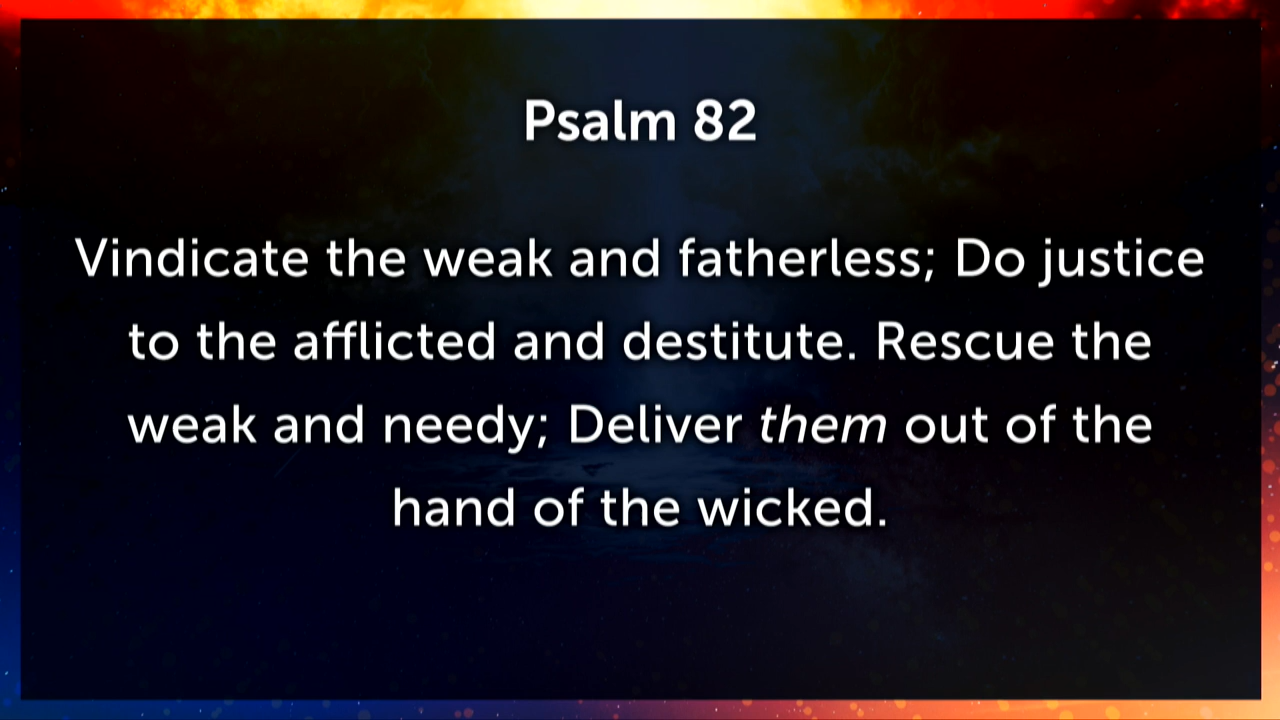 Psalm 82
Vindicate the weak and fatherless; Do justice
to the afflicted and destitute. Rescue the
weak and needy; Deliver them out of the
hand of the wicked.